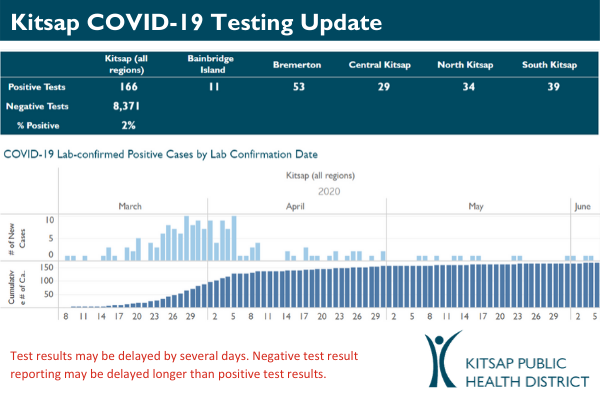 Kitsap COVID-19 Testing Update
Kitsap (all regions) Bainbridge Island Bremerton Central Kitsap North Kitsap South Kitsap
Positive Tests 166 11 53 29 34 39
Negative Tests 8,371
% Positive 2%
COVID-19 Lab-confirmed Positive Cases by Lab Confirmation Date
Kitsap (all regions)
2020
March April May June
# of New Cases
10
5
0
Cumulativ e # of Ca..
150
100
50
8 11 14 17 20 23 26 29 2 5 8 11 14 17 20 23 26 29 2 5 8 11 14 17 20 23 26 29 2 5
Test results may be delayed by several days. Negative test result
reporting may be delayed longer than positive test results.
KITSAP PUBLIC
HEALTH DISTRICT